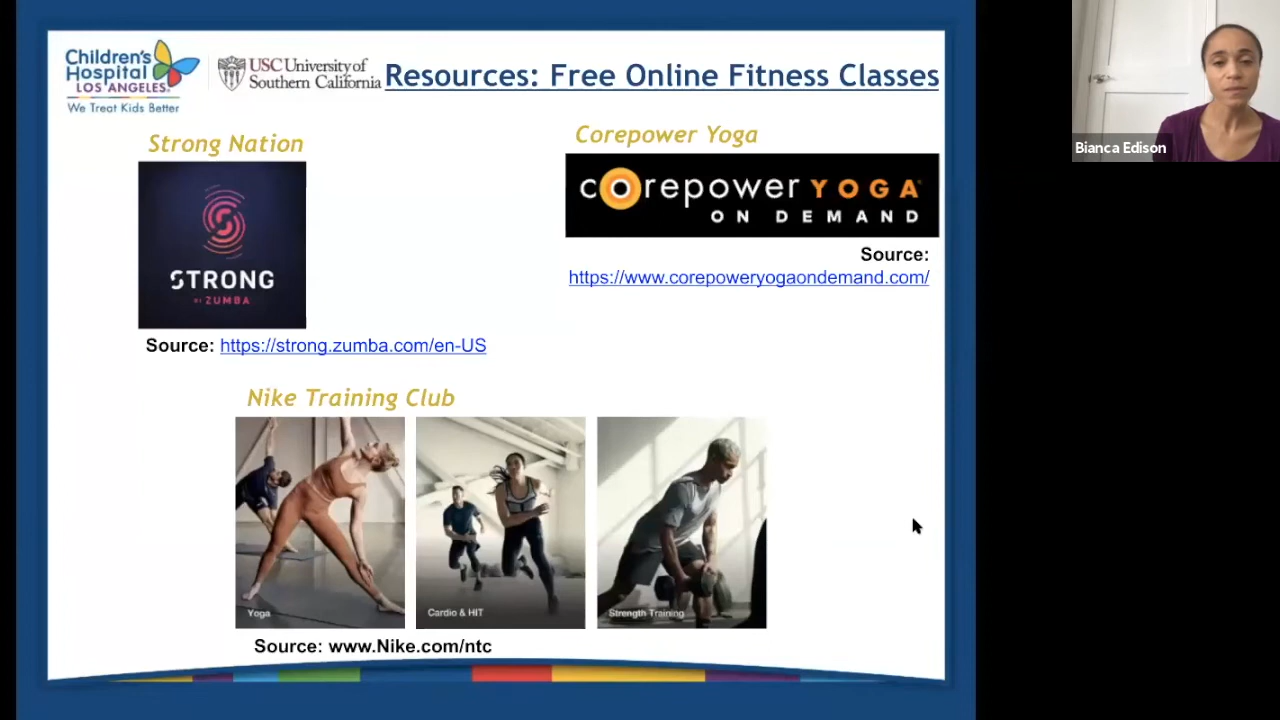 Children's
Hospital
LOS ANGELES
We Treat Kids Better
USC University of
Southern California
Resources: Free Online Fitness Classes
Strong Nation
STRONG
BY ZUMBA
Source: https://strong.zumba.com/en-US
Corepower Yoga
corepower YOGA
ON DEMAND
Source:
https://www.corepoweryogaondemand.com/
Nike Training Club
Yoga
Cardio & HIT
Strength Training
Source: www.Nike.com/ntc
Bianca Edison